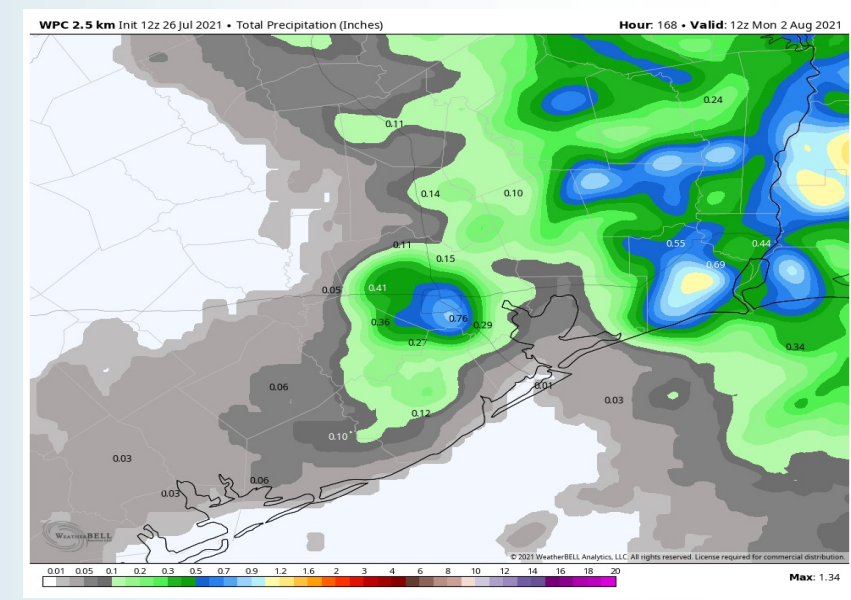 WPC 2.5 km Init 12z 26 Jul 2021 • Total Precipitation (Inches) Hour: 168 • Valid: 12z Mon 2 Aug 2021
0.24
0.11
0.14 0.10
0.11 0.55 0.44
0.15 0.69
0.05 0.41
0.36 0.76 0.29
0.27 0.34
0.01
0.06 0.03
0.12
0.10
0.03
0.06
0.03
WEATHERBELL
© 2021 WeatherBELL Analytics, LLC. All rights reserved. License required for commercial distribution.
0.01 0.05 0.1 0.2 0.3 0.5 0.7 0.9 1.2 1.6 2 3 4 6 8 10 12 14 16 18 20 Max: 1.34